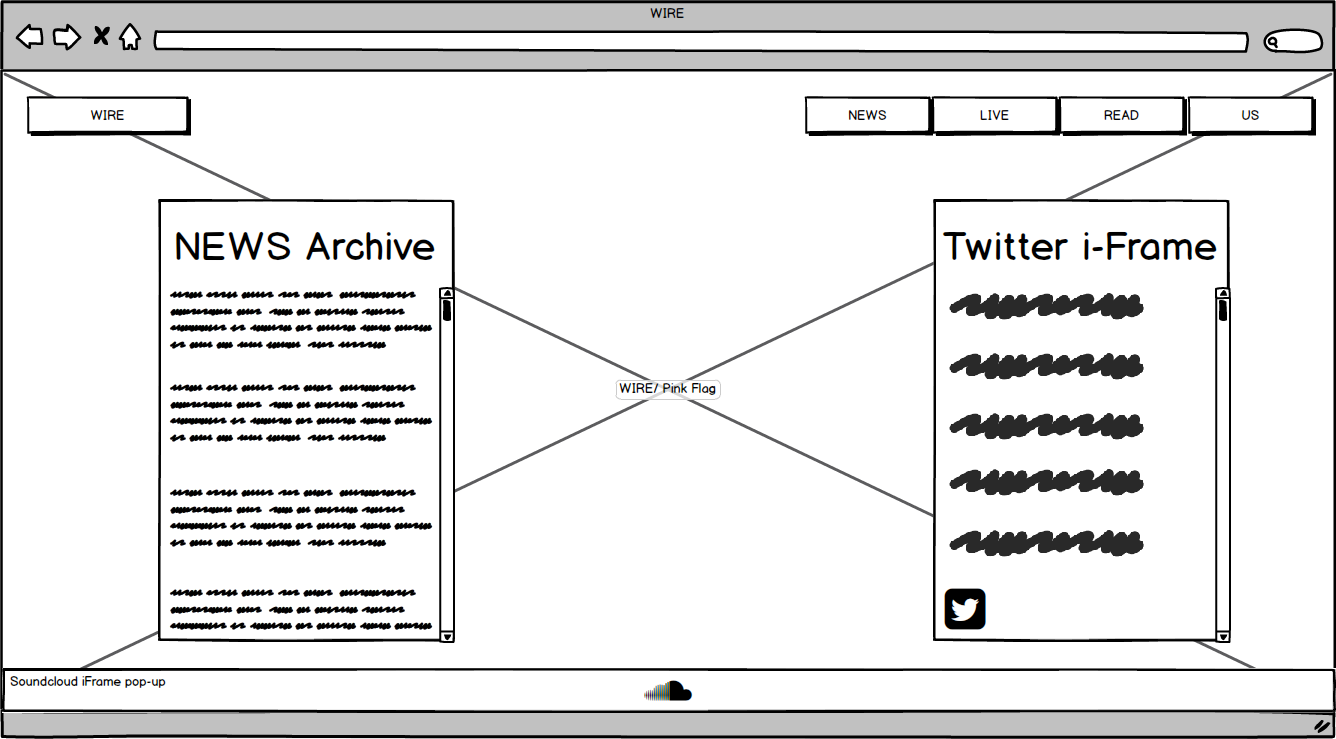 WIRE
WIRE
NEWS
LIVE
READ
US
NEWS Archive
Twitter i-Frame
WIRE/ Pink Flag
Soundcloud iFrame pop-up